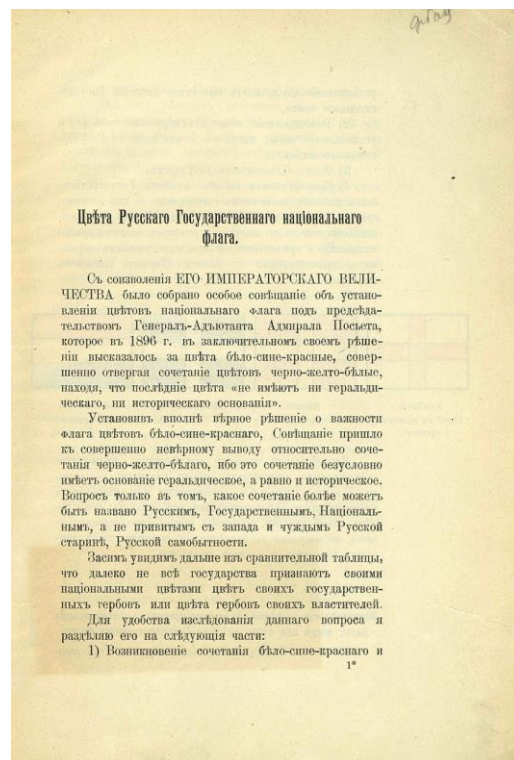 Цвѣта Русскаго Государственнаго національнаго
флага.
Съ соизволенія ЕГО ИМПЕРАТОРСКАГО ВЕЛИ-
ЧЕСТВА было собрано особое совѣщаніе объ устано-
вленіи цвѣтовъ національнаго флага подъ предсѣда-
тельствомъ Генералъ-Адъютанта Адмирала Посьета,
которое въ 1896 г. въ заключительномъ своемъ рѣше-
ніи высказалось за цвѣта бѣло-сине-красные, совер-
шенно отвергая сочетаніе цвѣтовъ черно-желто-бѣлые,
находя, что послѣдніе цвѣта «не имѣютъ ни геральди-
ческаго, ни историческаго основанія».
Установивъ вполнѣ вѣрное рѣшеніе о важности
флага цвѣтовъ бѣло-сине-краснаго, Совѣщаніе пришло
къ совершенно невѣрному выводу относительно соче-
танія черно-желто-бѣлаго, ибо это сочетаніе безусловно
имѣетъ основаніе геральдическое, а равно и историческое.
Вопросъ только въ томъ, какое сочетаніе болѣе можетъ
быть названо Русскимъ, Государственнымъ, Националь-
нымъ, а не привитымъ съ запада и чуждымъ Русской
старинѣ, Русской самобытности.
Засимъ увидимъ дальше изъ сравнительной таблицы,
что далеко не всѣ государства признаютъ своими
національными цвѣтами цвѣтъ своихъ государствен-
ныхъ гербовъ или цвѣта гербовъ своихъ властителей.
Для удобства изслѣдованія даннаго вопроса я
раздѣляю его на слѣдующія части:
1) Возникновеніе сочетанія бѣло-сине-краснаго и
1*